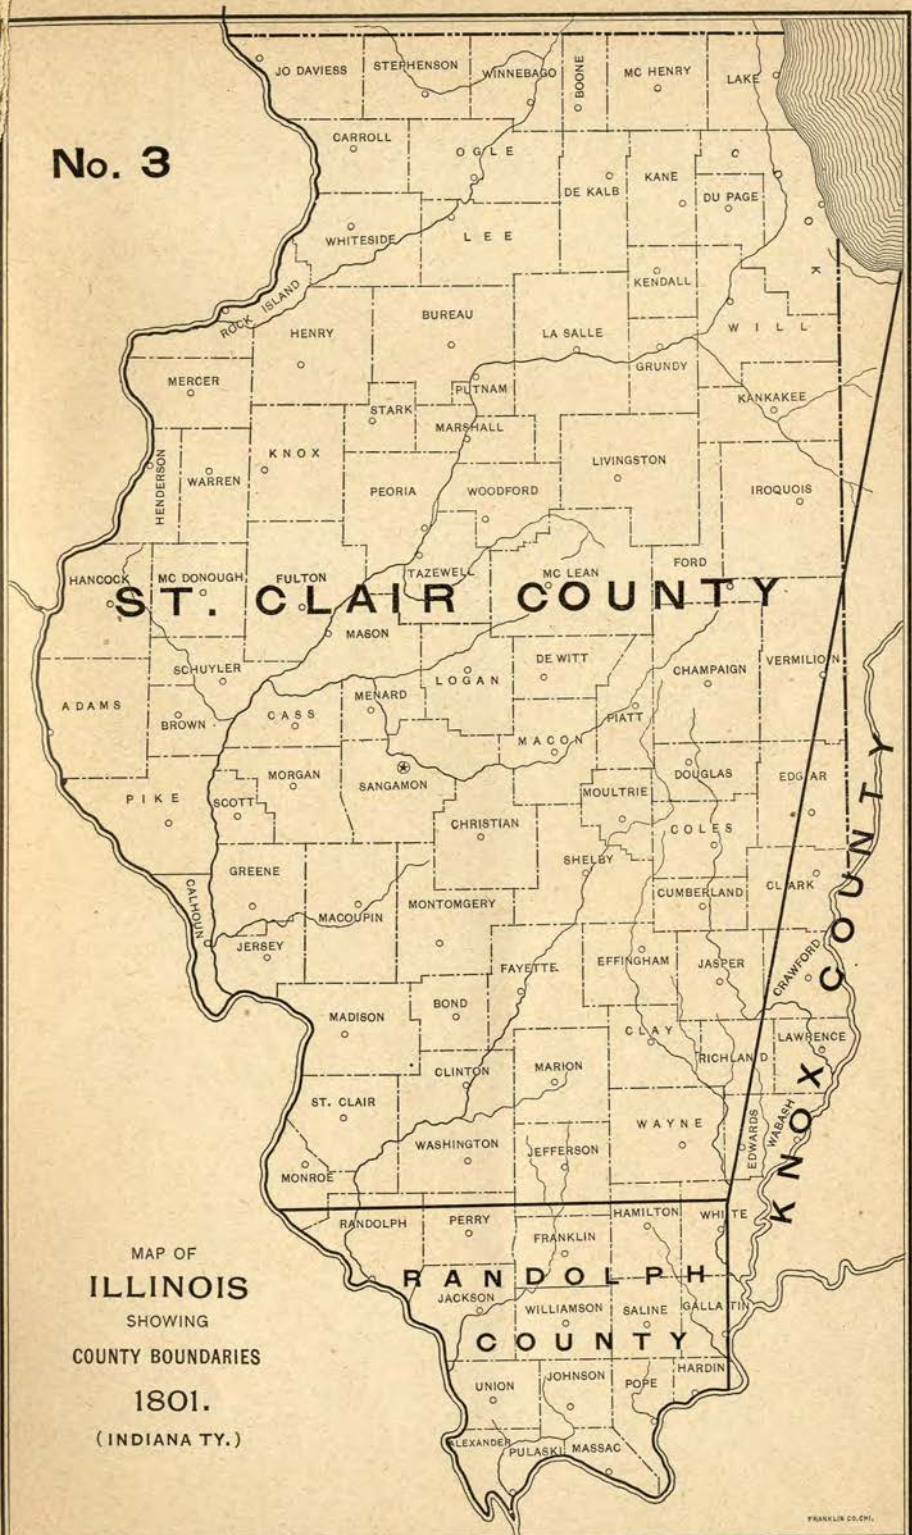 No. 3
JO DAVIESS
STEPHENSON
WINNEBAGO
BOONE
MC HENRY
LAKE
CARROLL
OGLE
DE KALB
KANE
COOK
DU PAGE
WHITESIDE
LEE
KENDALL
ROCK ISLAND
HENRY
BUREAU
LA SALLE
WILL
GRUNDY
MERCER
PUTNAM
STARK
KANKAKEE
MARSHALL
KNOX
HENDERSON
WARREN
LIVINGSTON
PEORIA
WOODFORD
IROQUOIS
HANCOCK
MC DONOUGH
FULTON
TAZEWELL
MC LEAN
FORD
ST. CLAIR COUNTY
MASON
SCHUYLER
LOGAN
DE WITT
CHAMPAIGN
VERMILION
ADAMS
BROWN
CASS
MENARD
MACON
PIATT
MORGAN
SANGAMON
DOUGLAS
EDGAR
PIKE
SCOTT
MOULTRIE
CHRISTIAN
COLES
GREENE
SHELBY
CUMBERLAND
CLARK
CALHOUN
MACOUPIN
MONTOMGERY
JERSEY
FAYETTE
EFFINGHAM
JASPER
CRAWFORD
MADISON
BOND
CLAY
RICHLAND
LAWRENCE
CLINTON
MARION
ST. CLAIR
WAYNE
EDWARDS
WABASH
KNOX COUNTY
WASHINGTON
JEFFERSON
MONROE
RANDOLPH
PERRY
HAMILTON
WHITE
FRANKLIN
RANDOLPH
COUNTY
JACKSON
WILLIAMSON
SALINE
GALLATIN
UNION
JOHNSON
POPE
HARDIN
ALEXANDER
PULASKI
MASSAC
MAP OF
ILLINOIS
SHOWING
COUNTY BOUNDARIES
1801.
(INDIANA TY.)
FRANKLIN CO. CHI.